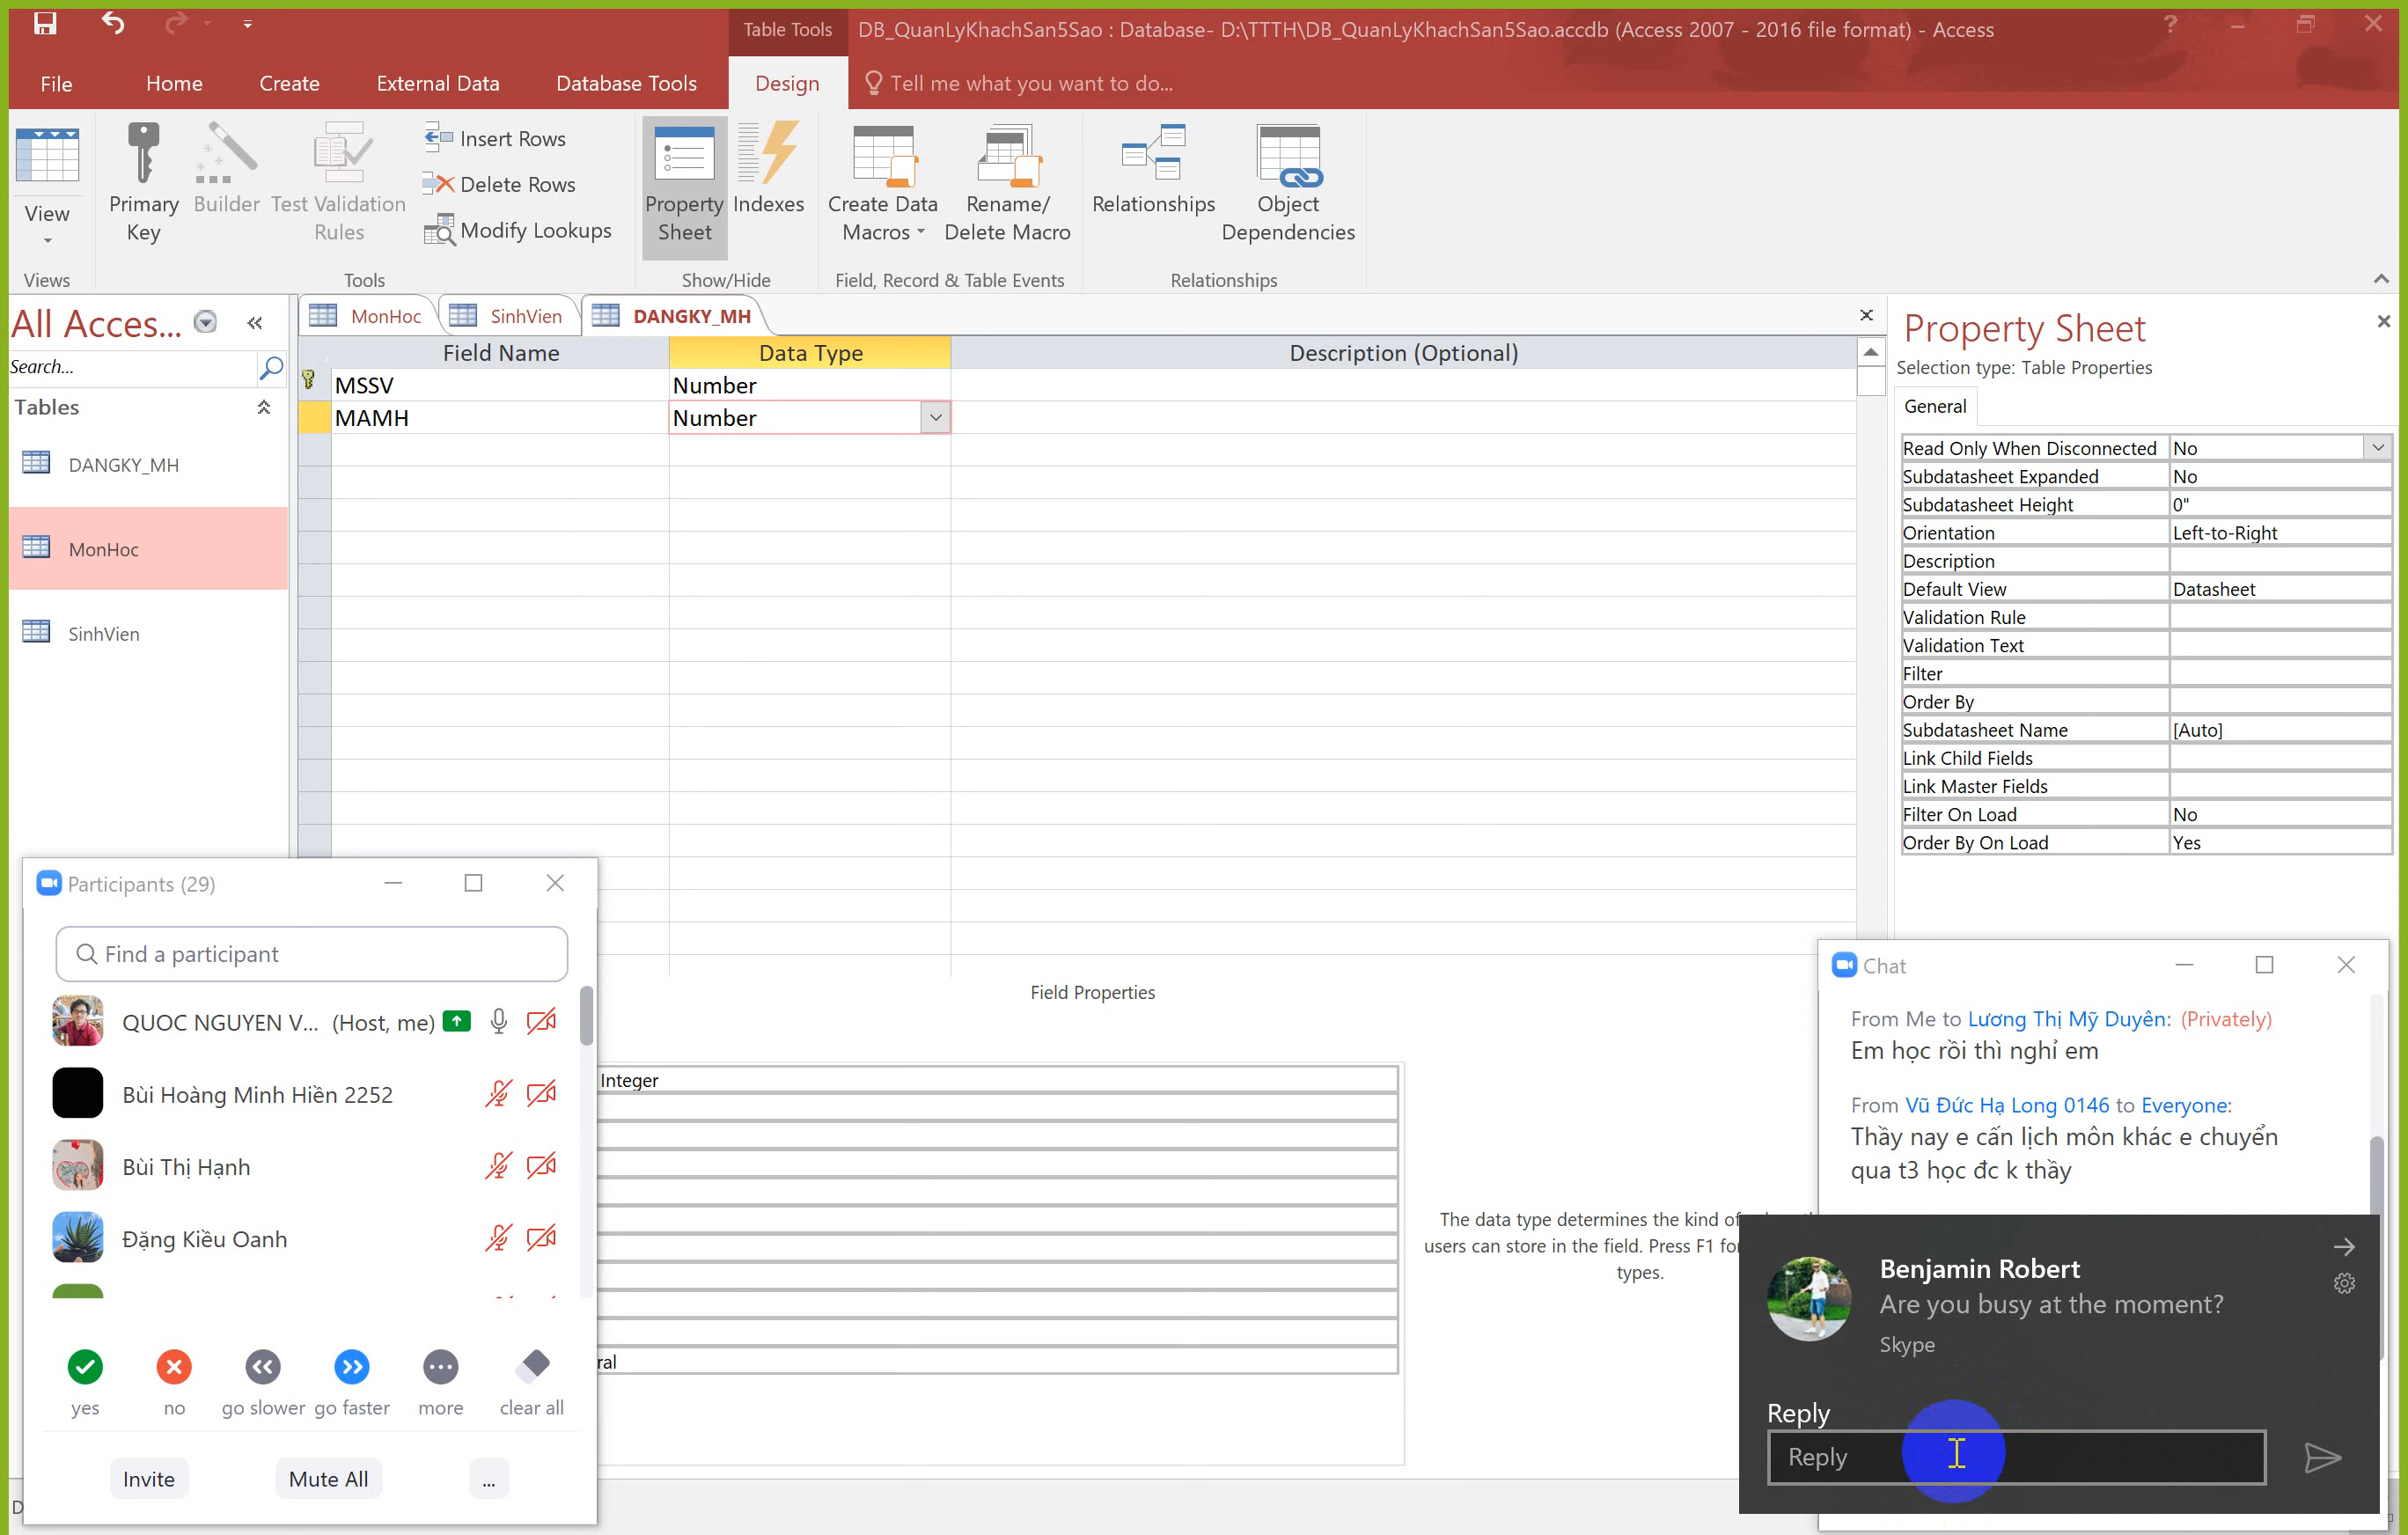 Table Tools
DB_QuanLyKhachSan5Sao : Database- D:\TTTH\DB_QuanLyKhachSan5Sao.accdb (Access 2007 - 2016 file format) - Access
File
Home
Create
External Data
Database Tools
Design
Tell me what you want to do...
View
Primary Key
Builder
Test Validation Rules
Insert Rows
Delete Rows
Modify Lookups
Property Sheet
Indexes
Create Data Macros
Rename/ Delete Macro
Relationships
Object Dependencies
Views
Tools
Show/Hide
Field, Record & Table Events
Relationships
All Acces...
Search...
Tables
DANGKY_MH
MonHoc
SinhVien
MonHoc
SinhVien
DANGKY_MH
Field Name
Data Type
Description (Optional)
MSSV
Number
MAMH
Number
Field Properties
Integer
ral
The data type determines the kind of
users can store in the field. Press F1 for
types.
Property Sheet
Selection type: Table Properties
General
Read Only When Disconnected No
Subdatasheet Expanded No
Subdatasheet Height 0"
Orientation Left-to-Right
Description
Default View Datasheet
Validation Rule
Validation Text
Filter
Order By
Subdatasheet Name [Auto]
Link Child Fields
Link Master Fields
Filter On Load No
Order By On Load Yes
Participants (29)
Find a participant
QUOC NGUYEN V... (Host, me)
Bùi Hoàng Minh Hiền 2252
Bùi Thị Hạnh
Đặng Kiều Oanh
yes
no
go slower
go faster
more
clear all
Invite
Mute All
...
D
Chat
From Me to Lương Thị Mỹ Duyên: (Privately)
Em học rồi thì nghỉ em
From Vũ Đức Hạ Long 0146 to Everyone:
Thầy nay e cấn lịch môn khác e chuyển
qua t3 học đc k thầy
Benjamin Robert
Are you busy at the moment?
Skype
Reply
Reply